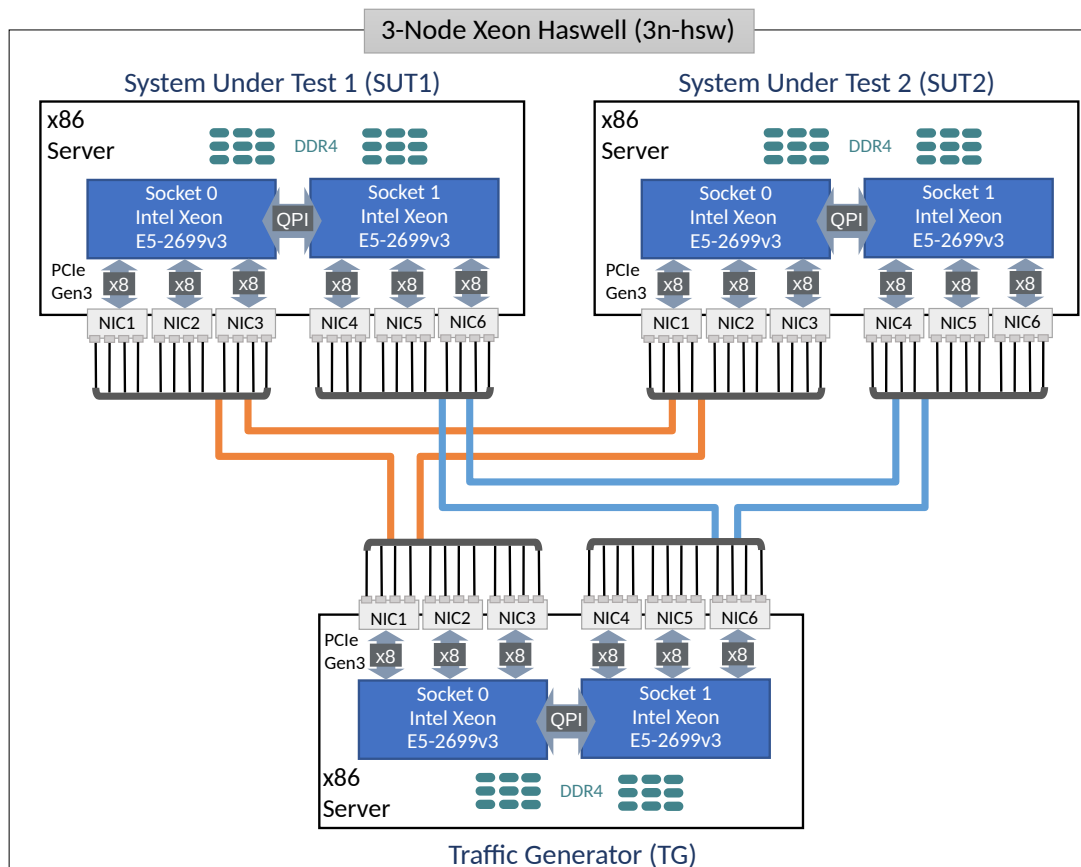 3-Node Xeon Haswell (3n-hsw)
System Under Test 1 (SUT1)
x86
Server
DDR4
Socket 0
Intel Xeon
E5-2699v3
QPI
Socket 1
Intel Xeon
E5-2699v3
PCIe
Gen3
x8
x8
x8
x8
x8
x8
NIC1
NIC2
NIC3
NIC4
NIC5
NIC6
System Under Test 2 (SUT2)
x86
Server
DDR4
Socket 0
Intel Xeon
E5-2699v3
QPI
Socket 1
Intel Xeon
E5-2699v3
PCIe
Gen3
x8
x8
x8
x8
x8
x8
NIC1
NIC2
NIC3
NIC4
NIC5
NIC6
NIC1
NIC2
NIC3
NIC4
NIC5
NIC6
PCIe
Gen3
x8
x8
x8
x8
x8
x8
Socket 0
Intel Xeon
E5-2699v3
QPI
Socket 1
Intel Xeon
E5-2699v3
x86
Server
DDR4
Traffic Generator (TG)